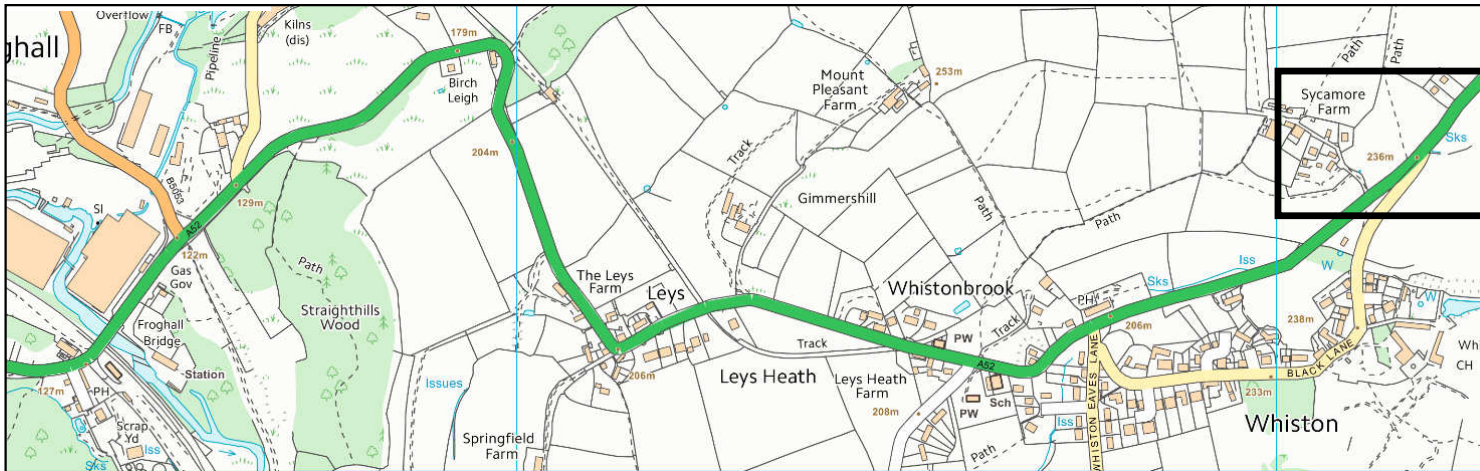 Overflow
FB
ghall
Pipeline
Kilns
(dis)
179m
Birch
Leigh
204m
B5053
129m
SI
A52
122m
Gas
Gov
Froghall
Bridge
Station
127m
PH
Scrap
Yd
Iss
Sks
Path
Straighthills
Wood
Issues
Springfield
Farm
The Leys
Farm
Leys
206m
Track
Mount
Pleasant
Farm
253m
Gimmershill
Path
Path
Leys Heath
Track
Whistonbrook
Track
PW
A52
Leys Heath
Farm
208m
PW
Sch
Path
Iss
PH
206m
Sks
Iss
WHISTON EAVES LANE
BLACK LANE
233m
238m
Whiston
W
W
Wh
CH
Path
Path
Sycamore
Farm
236m
Sks